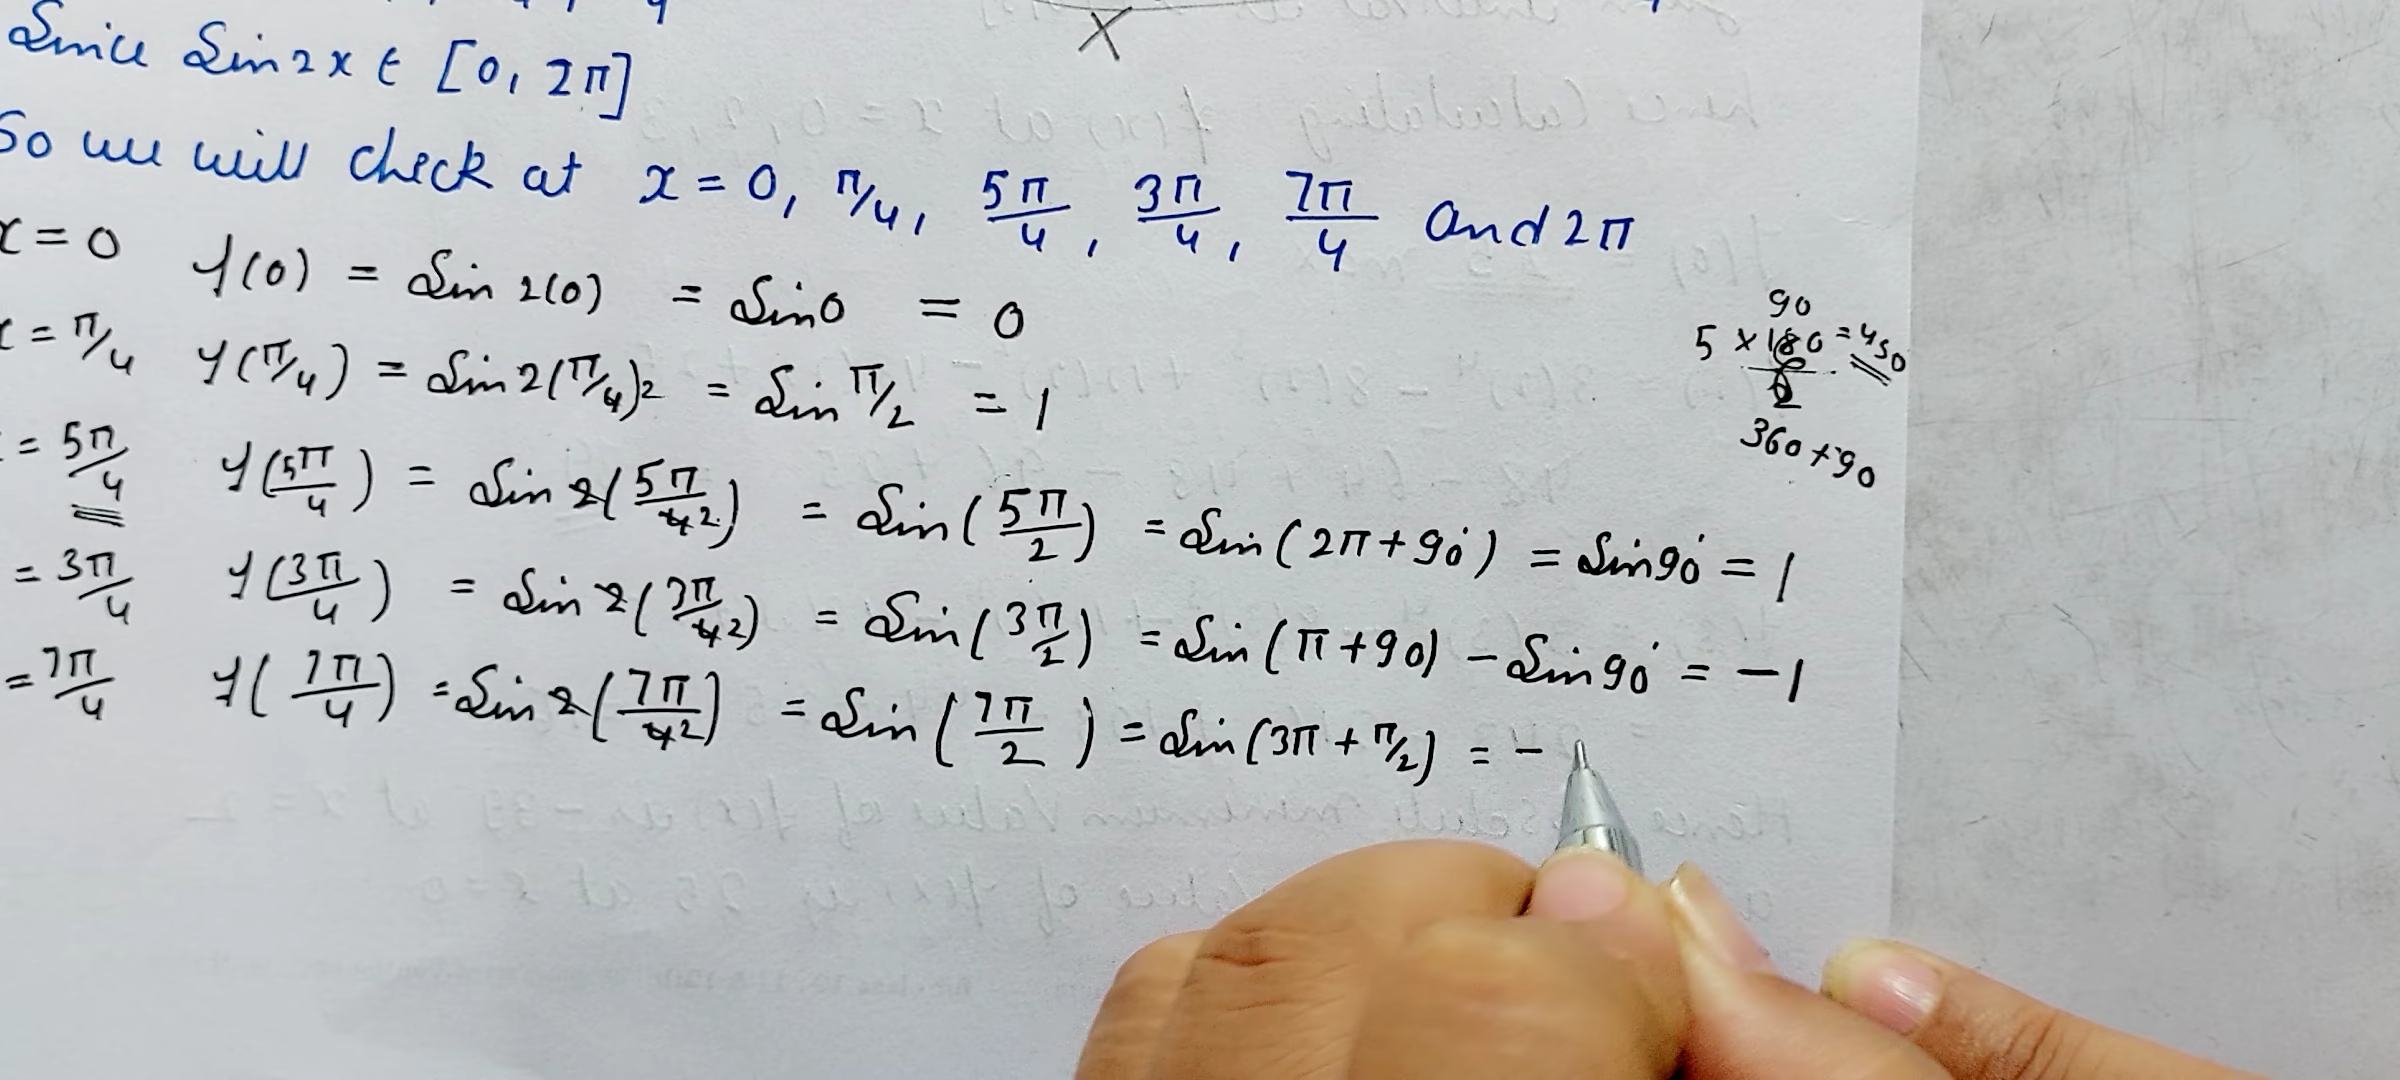 Since Sin2x ∈ [0, 2π]
So we will check at x = 0, π/4, 5π/4, 3π/4, 7π/4 and 2π
x = 0 f(0) = Sin 2(0) = Sin0 = 0
x = π/4 f(π/4) = Sin2(π/4)2 = Sin π/2 = 1
= 5π/4 f(5π/4) = Sin 2(5π/4 2) = Sin(5π/2) = Sin(2π+90°) = Sin90° = 1
= 3π/4 f(3π/4) = Sin 2(3π/4 2) = Sin(3π/2) = Sin(π+90) - Sin90° = -1
= 7π/4 f(7π/4) = Sin 2(7π/4 2) = Sin(7π/2) = Sin(3π + π/2) = -
90
5 × 180 = 450
2
360+90